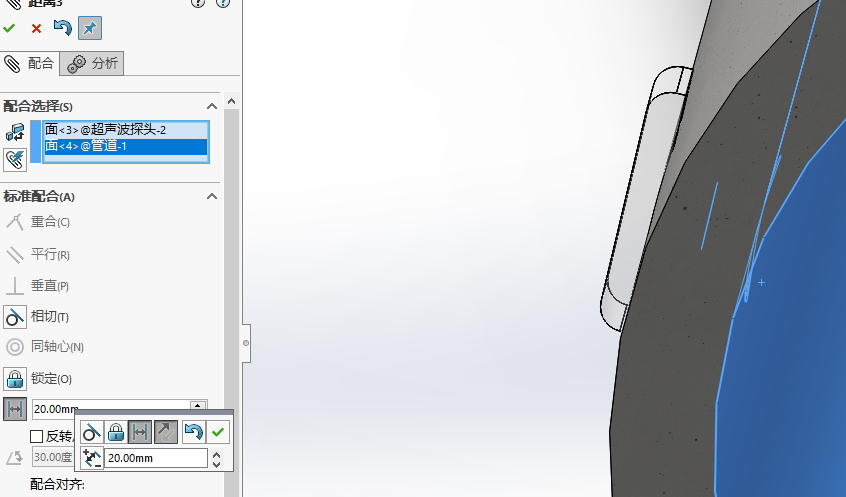 距离3
配合
分析
配合选择(S)
面<3>@超声波探头-2
面<4>@管道-1
标准配合(A)
重合(C)
平行(R)
垂直(P)
相切(T)
同轴心(N)
锁定(O)
20.00mm
反转
20.00mm
30.00度
配合对齐: